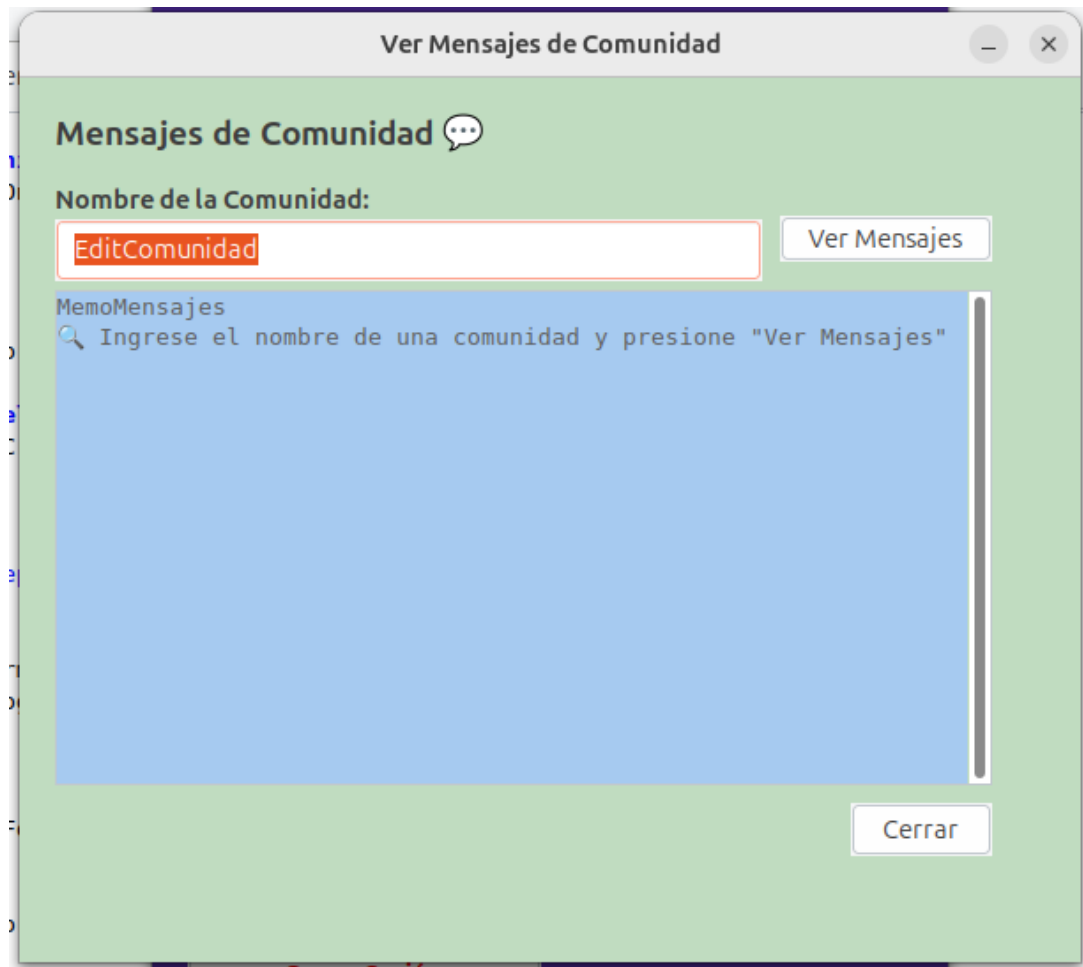 Ver Mensajes de Comunidad
Mensajes de Comunidad 💬
Nombre de la Comunidad:
EditComunidad
Ver Mensajes
MemoMensajes
🔍 Ingrese el nombre de una comunidad y presione "Ver Mensajes"
Cerrar